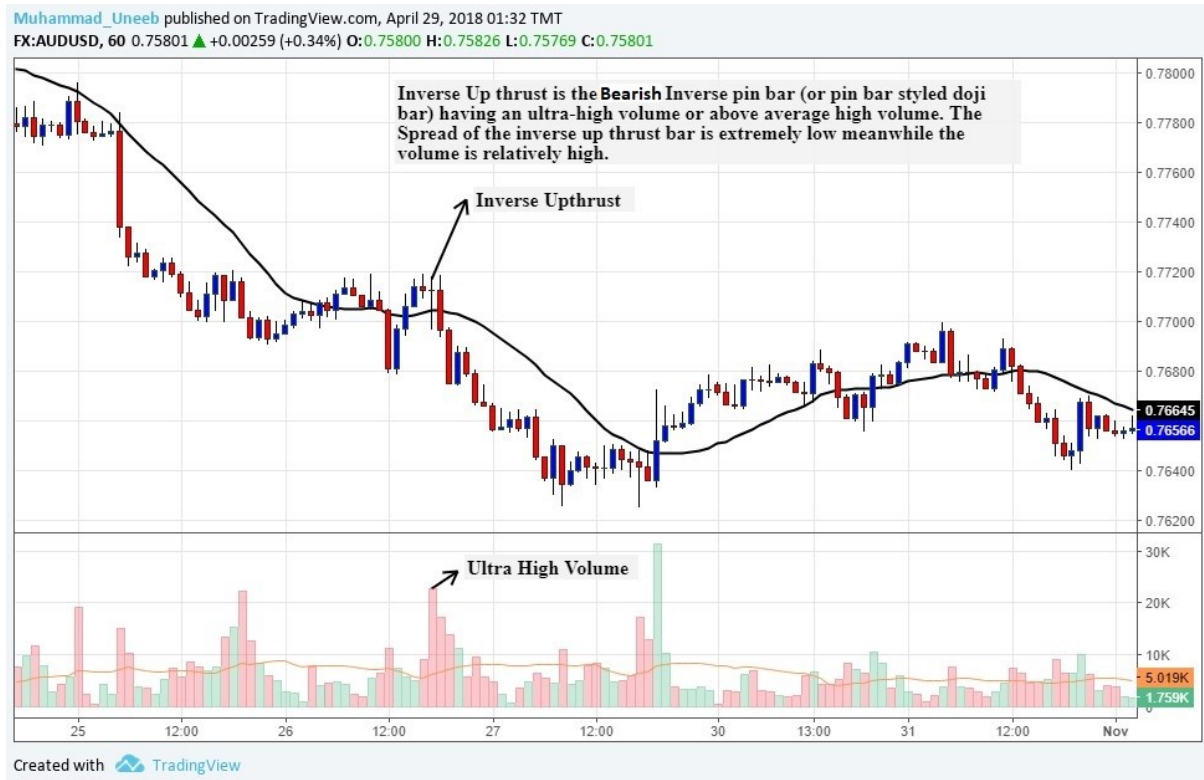 Muhammad_Uneeb published on TradingView.com, April 29, 2018 01:32 TMT
FX:AUDUSD, 60 0.75801 ▲ +0.00259 (+0.34%) O:0.75800 H:0.75826 L:0.75769 C:0.75801
Inverse Up thrust is the Bearish Inverse pin bar (or pin bar styled doji
bar) having an ultra-high volume or above average high volume. The
Spread of the inverse up thrust bar is extremely low meanwhile the
volume is relatively high.
Inverse Upthrust
0.78000
0.77800
0.77600
0.77400
0.77200
0.77000
0.76800
0.76645
0.76566
0.76400
0.76200
Ultra High Volume
30K
20K
10K
5.019K
1.759K
0
25 12:00 26 12:00 27 12:00 30 13:00 31 12:00 Nov
Created with TradingView